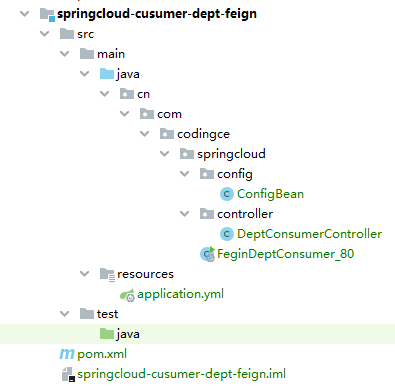 springcloud-cusumer-dept-feign
src
main
java
cn
com
codingce
springcloud
config
ConfigBean
controller
DeptConsumerController
FeginDeptConsumer_80
resources
application.yml
test
java
pom.xml
springcloud-cusumer-dept-feign.iml